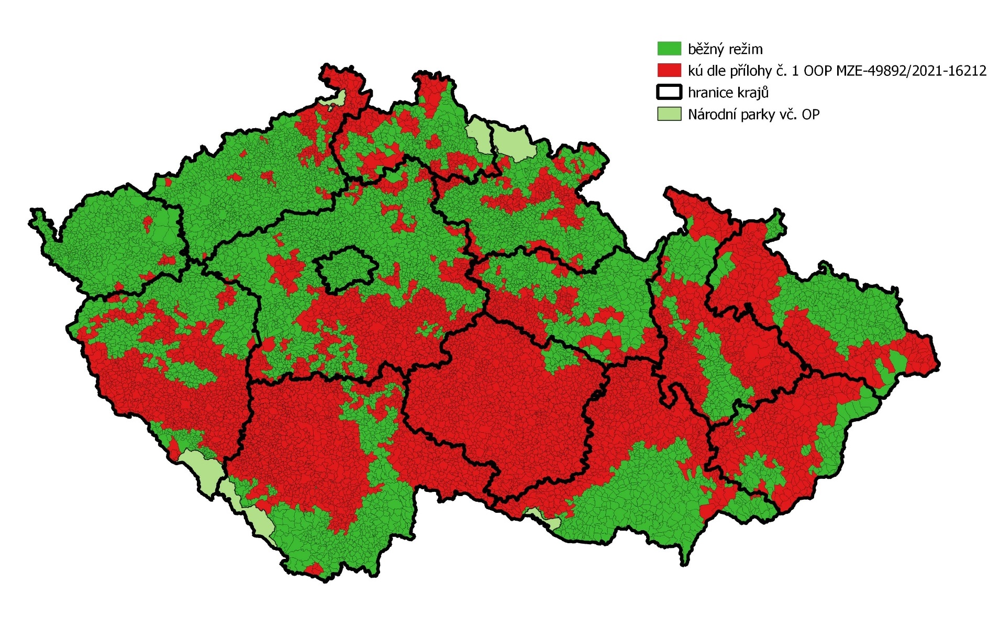 běžný režim
kú dle přílohy č. 1 OOP MZE-49892/2021-16212
hranice krajů
Národní parky vč. OP